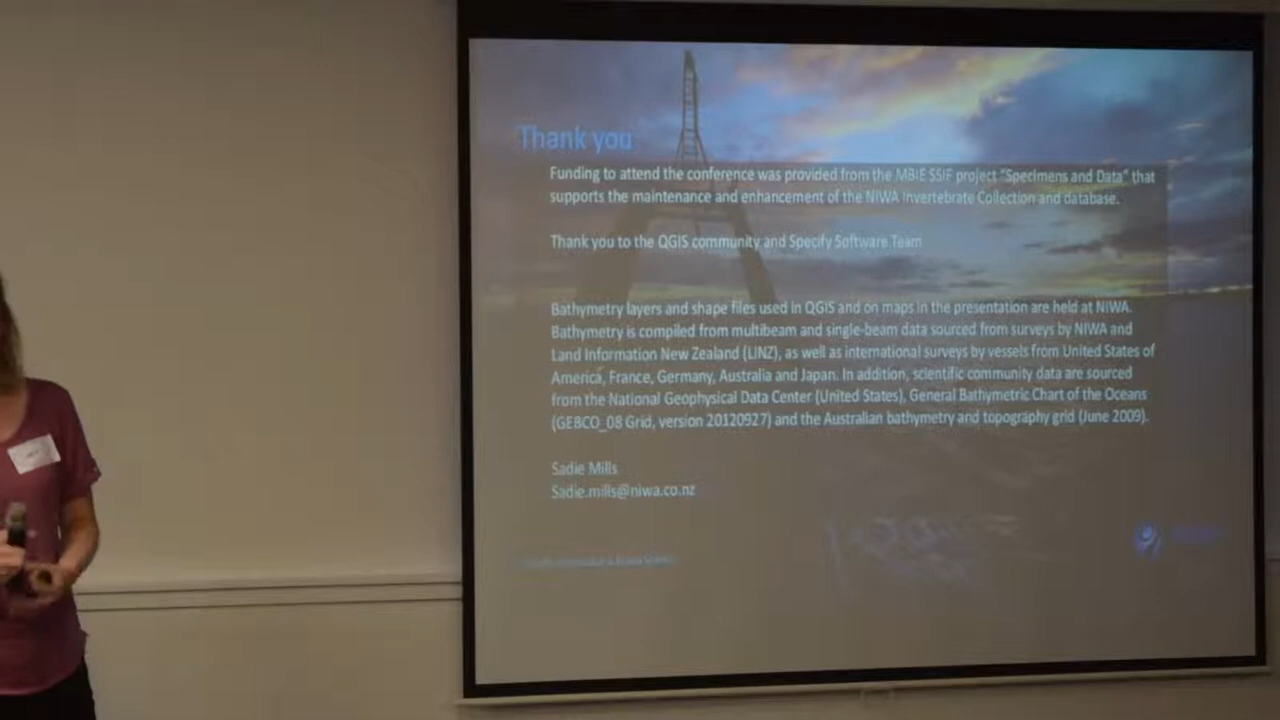 Thank you
Funding to attend the conference was provided from the MBIE SSIF project "Specimens and Data" that
supports the maintenance and enhancement of the NIWA Invertebrate Collection and database.
Thank you to the QGIS community and Specify Software Team
Bathymetry layers and shape files used in QGIS and on maps in the presentation are held at NIWA.
Bathymetry is compiled from multibeam and single-beam data sourced from surveys by NIWA and
Land Information New Zealand (LINZ), as well as international surveys by vessels from United States of
America, France, Germany, Australia and Japan. In addition, scientific community data are sourced
from the National Geophysical Data Center (United States), General Bathymetric Chart of the Oceans
(GEBCO_08 Grid, version 20120927) and the Australian bathymetry and topography grid (June 2009).
Sadie Mills
Sadie.mills@niwa.co.nz